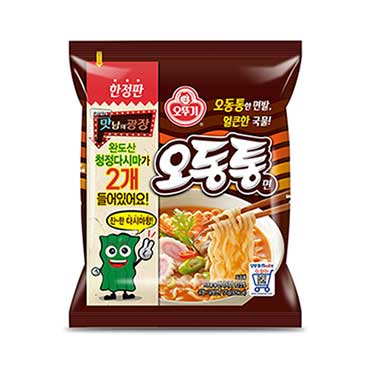 한정판
맛남의 광장
완도산
청정다시마가
2개
들어있어요!
진~한 다시마향!
오뚜기
오동통한 면발,
얼큰한 국물!
오동통면